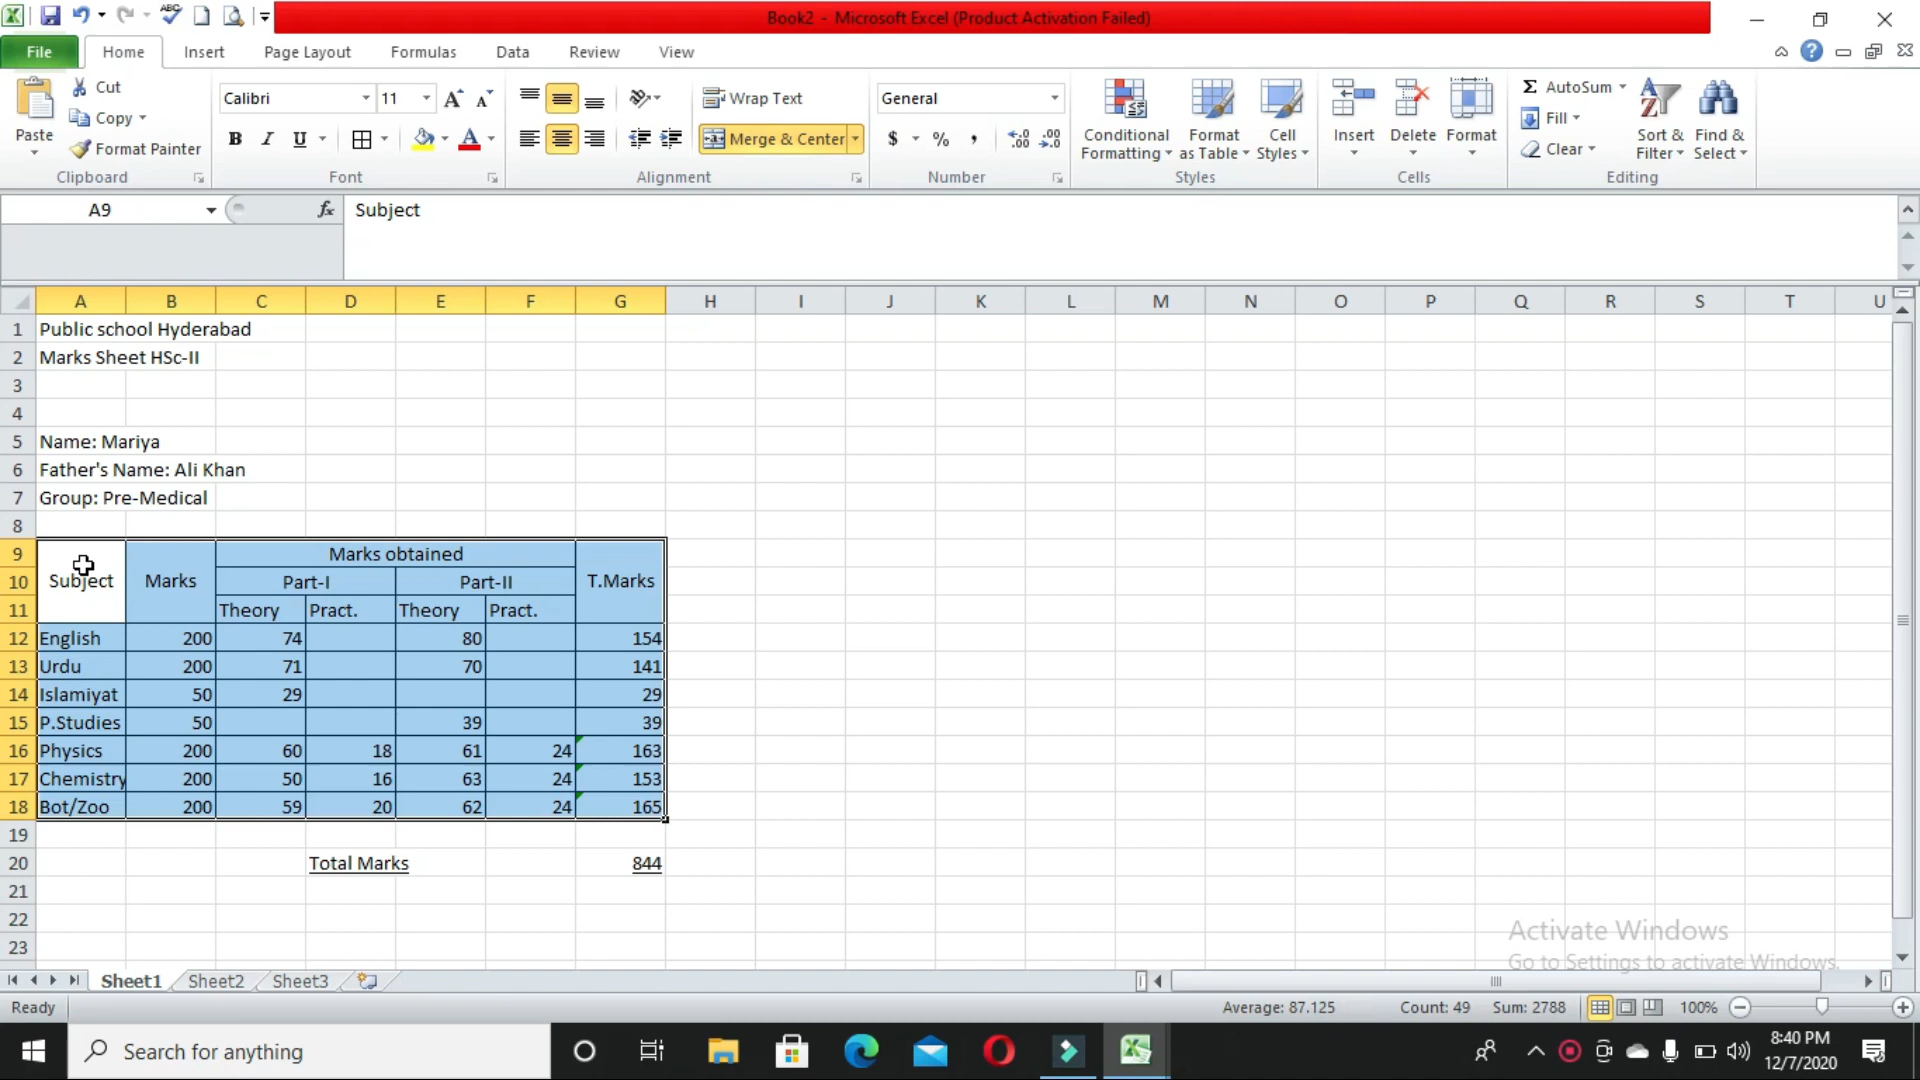 Book2 - Microsoft Excel (Product Activation Failed)
File Home Insert Page Layout Formulas Data Review View
Paste Cut Copy Format Painter
Clipboard
Calibri 11
B I U A
Font
Wrap Text
Merge & Center
Alignment
General
$ % ,
Number
Conditional Formatting Format as Table Cell Styles
Styles
Insert Delete Format
Cells
Σ AutoSum Fill Clear Sort & Filter Find & Select
Editing
A9 fx Subject
A B C D E F G H I J K L M N O P Q R S T U
1 Public school Hyderabad
2 Marks Sheet HSc-II
3
4
5 Name: Mariya
6 Father's Name: Ali Khan
7 Group: Pre-Medical
8
9 Marks obtained
10 Subject Marks Part-I Part-II T.Marks
11 Theory Pract. Theory Pract.
12 English 200 74 80 154
13 Urdu 200 71 70 141
14 Islamiyat 50 29 29
15 P.Studies 50 39 39
16 Physics 200 60 18 61 24 163
17 Chemistry 200 50 16 63 24 153
18 Bot/Zoo 200 59 20 62 24 165
19
20 Total Marks 844
21
22
23
Activate Windows
Go to Settings to activate Windows.
Sheet1 Sheet2 Sheet3
Ready Average: 87.125 Count: 49 Sum: 2788 100%
Search for anything
8:40 PM
12/7/2020